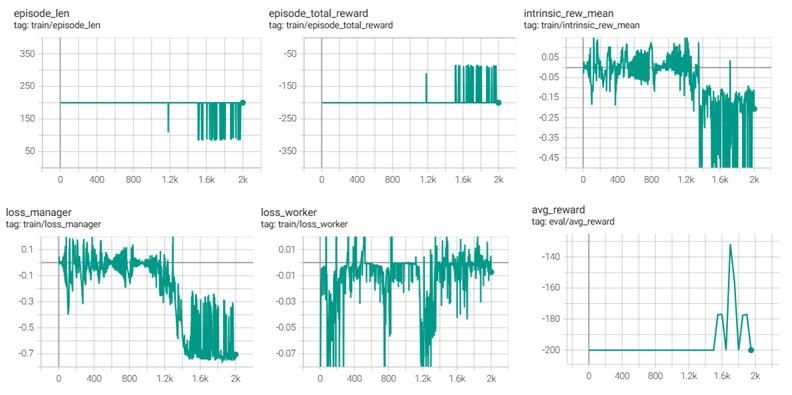 episode_len
tag: train/episode_len
350
250
150
50
0 400 800 1.2k 1.6k 2k
episode_total_reward
tag: train/episode_total_reward
-50
-150
-250
-350
0 400 800 1.2k 1.6k 2k
intrinsic_rew_mean
tag: train/intrinsic_rew_mean
0.05
-0.05
-0.15
-0.25
-0.35
-0.45
0 400 800 1.2k 1.6k 2k
loss_manager
tag: train/loss_manager
0.1
-0.1
-0.3
-0.5
-0.7
0 400 800 1.2k 1.6k 2k
loss_worker
tag: train/loss_worker
0.01
-0.01
-0.03
-0.05
-0.07
0 400 800 1.2k 1.6k 2k
avg_reward
tag: eval/avg_reward
-140
-160
-180
-200
0 400 800 1.2k 1.6k 2k